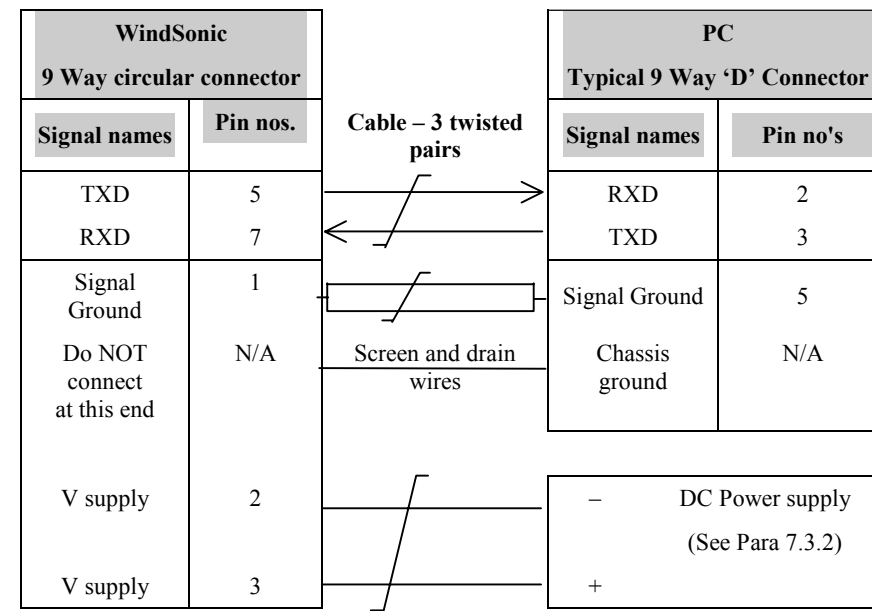 WindSonic
9 Way circular connector
PC
Typical 9 Way ‘D’ Connector
Signal names
Pin nos.
Cable – 3 twisted
pairs
Signal names
Pin no's
TXD
5
RXD
2
RXD
7
TXD
3
Signal
Ground
1
Signal Ground
5
Do NOT
connect
at this end
N/A
Screen and drain
wires
Chassis
ground
N/A
V supply
2
–
DC Power supply
(See Para 7.3.2)
V supply
3
+